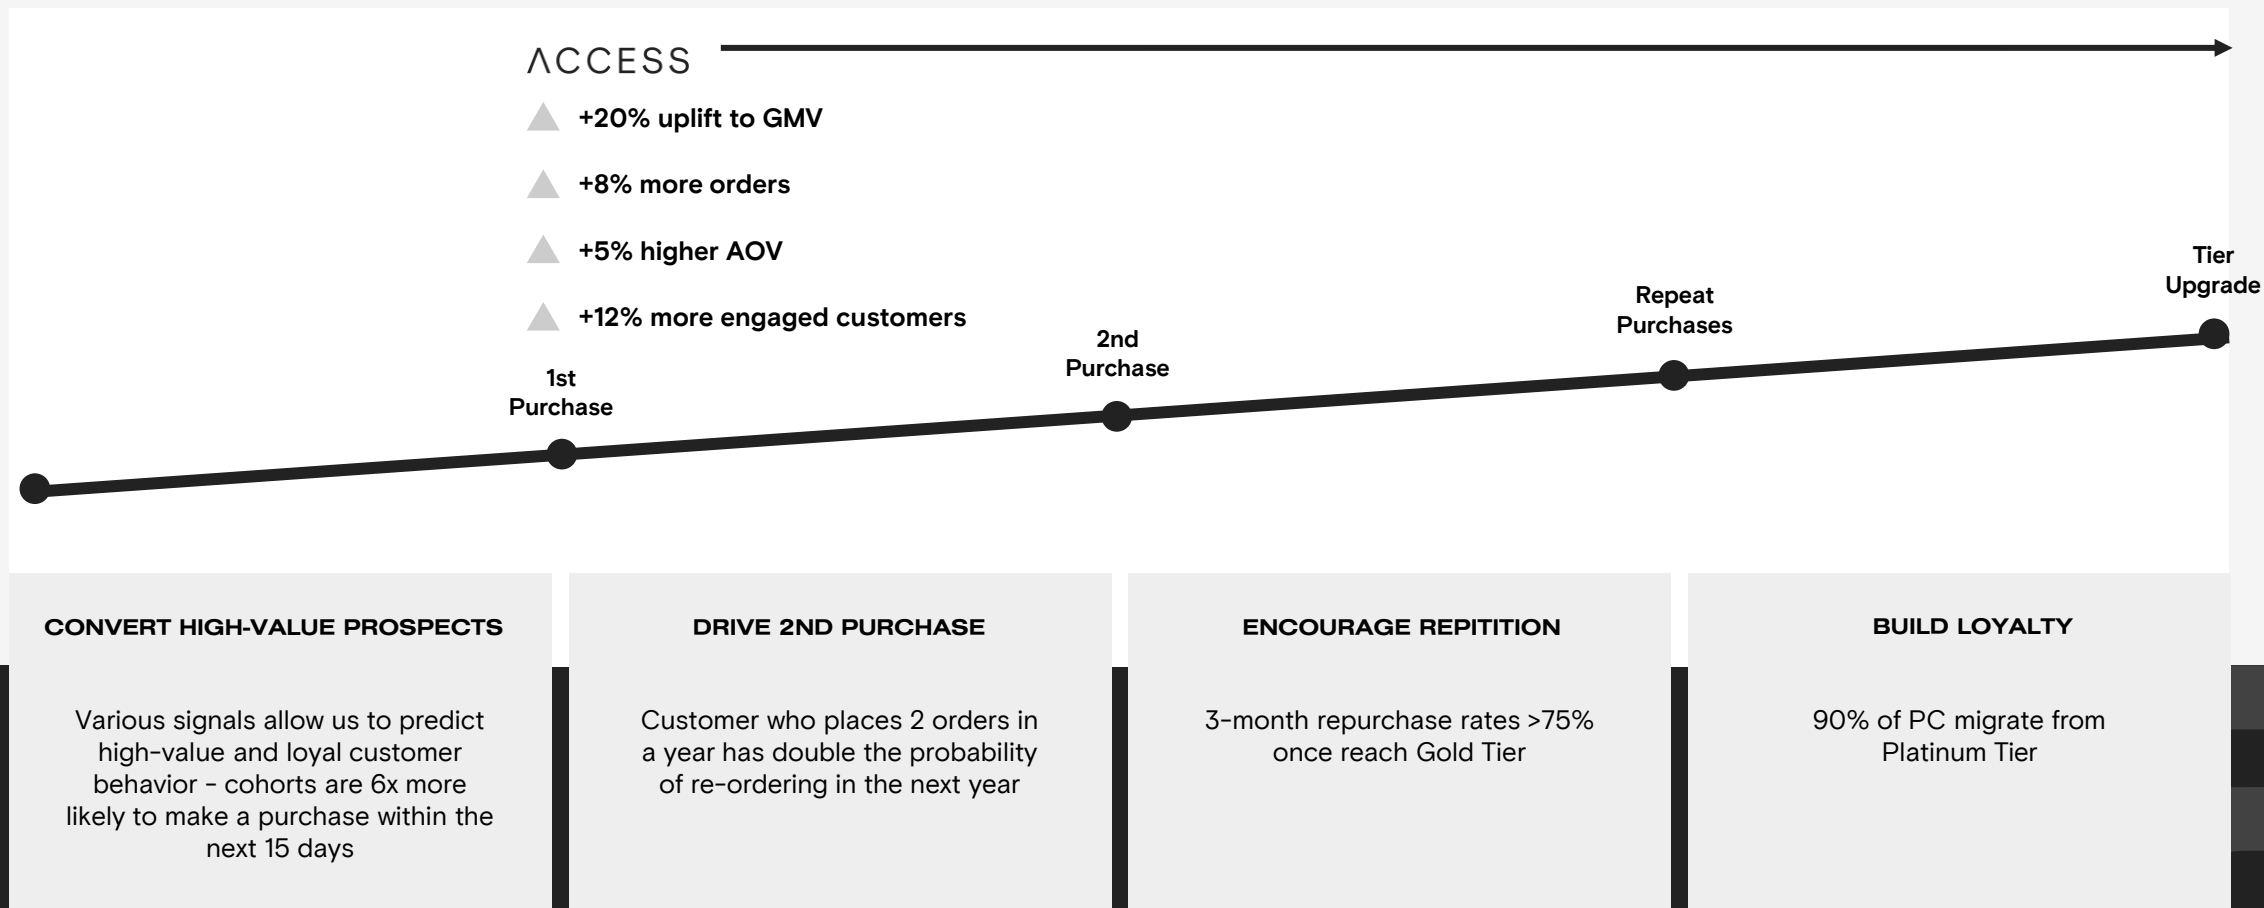 ACCESS
+20% uplift to GMV
+8% more orders
+5% higher AOV
+12% more engaged customers
1st
Purchase
2nd
Purchase
Repeat
Purchases
Tier
Upgrade
CONVERT HIGH-VALUE PROSPECTS
Various signals allow us to predict
high-value and loyal customer
behavior - cohorts are 6x more
likely to make a purchase within the
next 15 days
DRIVE 2ND PURCHASE
Customer who places 2 orders in
a year has double the probability
of re-ordering in the next year
ENCOURAGE REPITITION
3-month repurchase rates >75%
once reach Gold Tier
BUILD LOYALTY
90% of PC migrate from
Platinum Tier